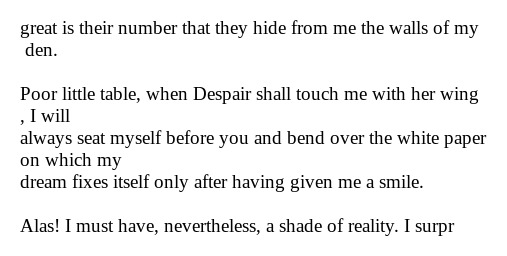 great is their number that they hide from me the walls of my
den.
Poor little table, when Despair shall touch me with her wing
, I will
always seat myself before you and bend over the white paper
on which my
dream fixes itself only after having given me a smile.
Alas! I must have, nevertheless, a shade of reality. I surpr